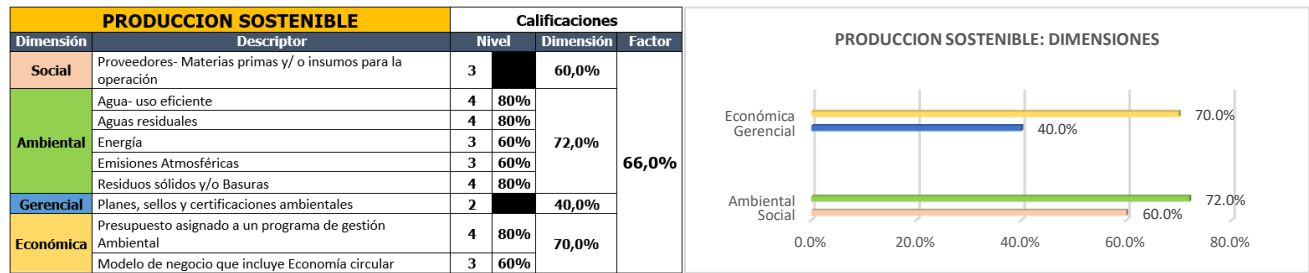 PRODUCCION SOSTENIBLE Calificaciones
Dimensión Descriptor Nivel Dimensión Factor
Social Proveedores- Materias primas y/ o insumos para la operación 3 60,0%
Ambiental Agua- uso eficiente 4 80% 72,0% 66,0%
Aguas residuales 4 80%
Energía 3 60%
Emisiones Atmosféricas 3 60%
Residuos sólidos y/o Basuras 4 80%
Gerencial Planes, sellos y certificaciones ambientales 2 40,0%
Económica Presupuesto asignado a un programa de gestión Ambiental 4 80% 70,0%
Modelo de negocio que incluye Economía circular 3 60%
PRODUCCION SOSTENIBLE: DIMENSIONES
Económica 70.0%
Gerencial 40.0%
Ambiental 72.0%
Social 60.0%
0.0% 20.0% 40.0% 60.0% 80.0%